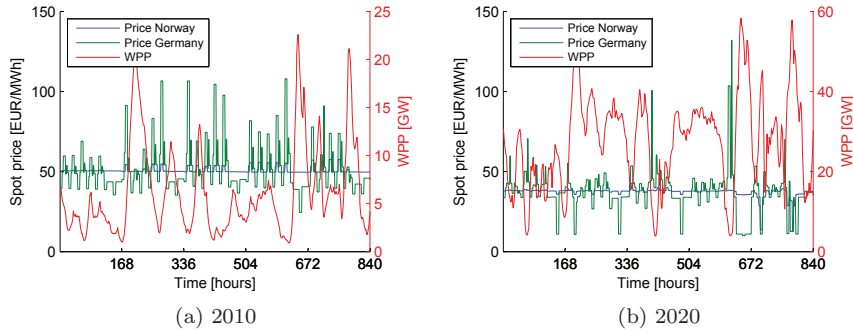 150
100
50
0
Spot price [EUR/MWh]
Price Norway
Price Germany
WPP
25
20
15
10
5
0
WPP [GW]
168 336 504 672 840
Time [hours]
(a) 2010
150
100
50
0
Spot price [EUR/MWh]
Price Norway
Price Germany
WPP
60
40
20
0
WPP [GW]
168 336 504 672 840
Time [hours]
(b) 2020